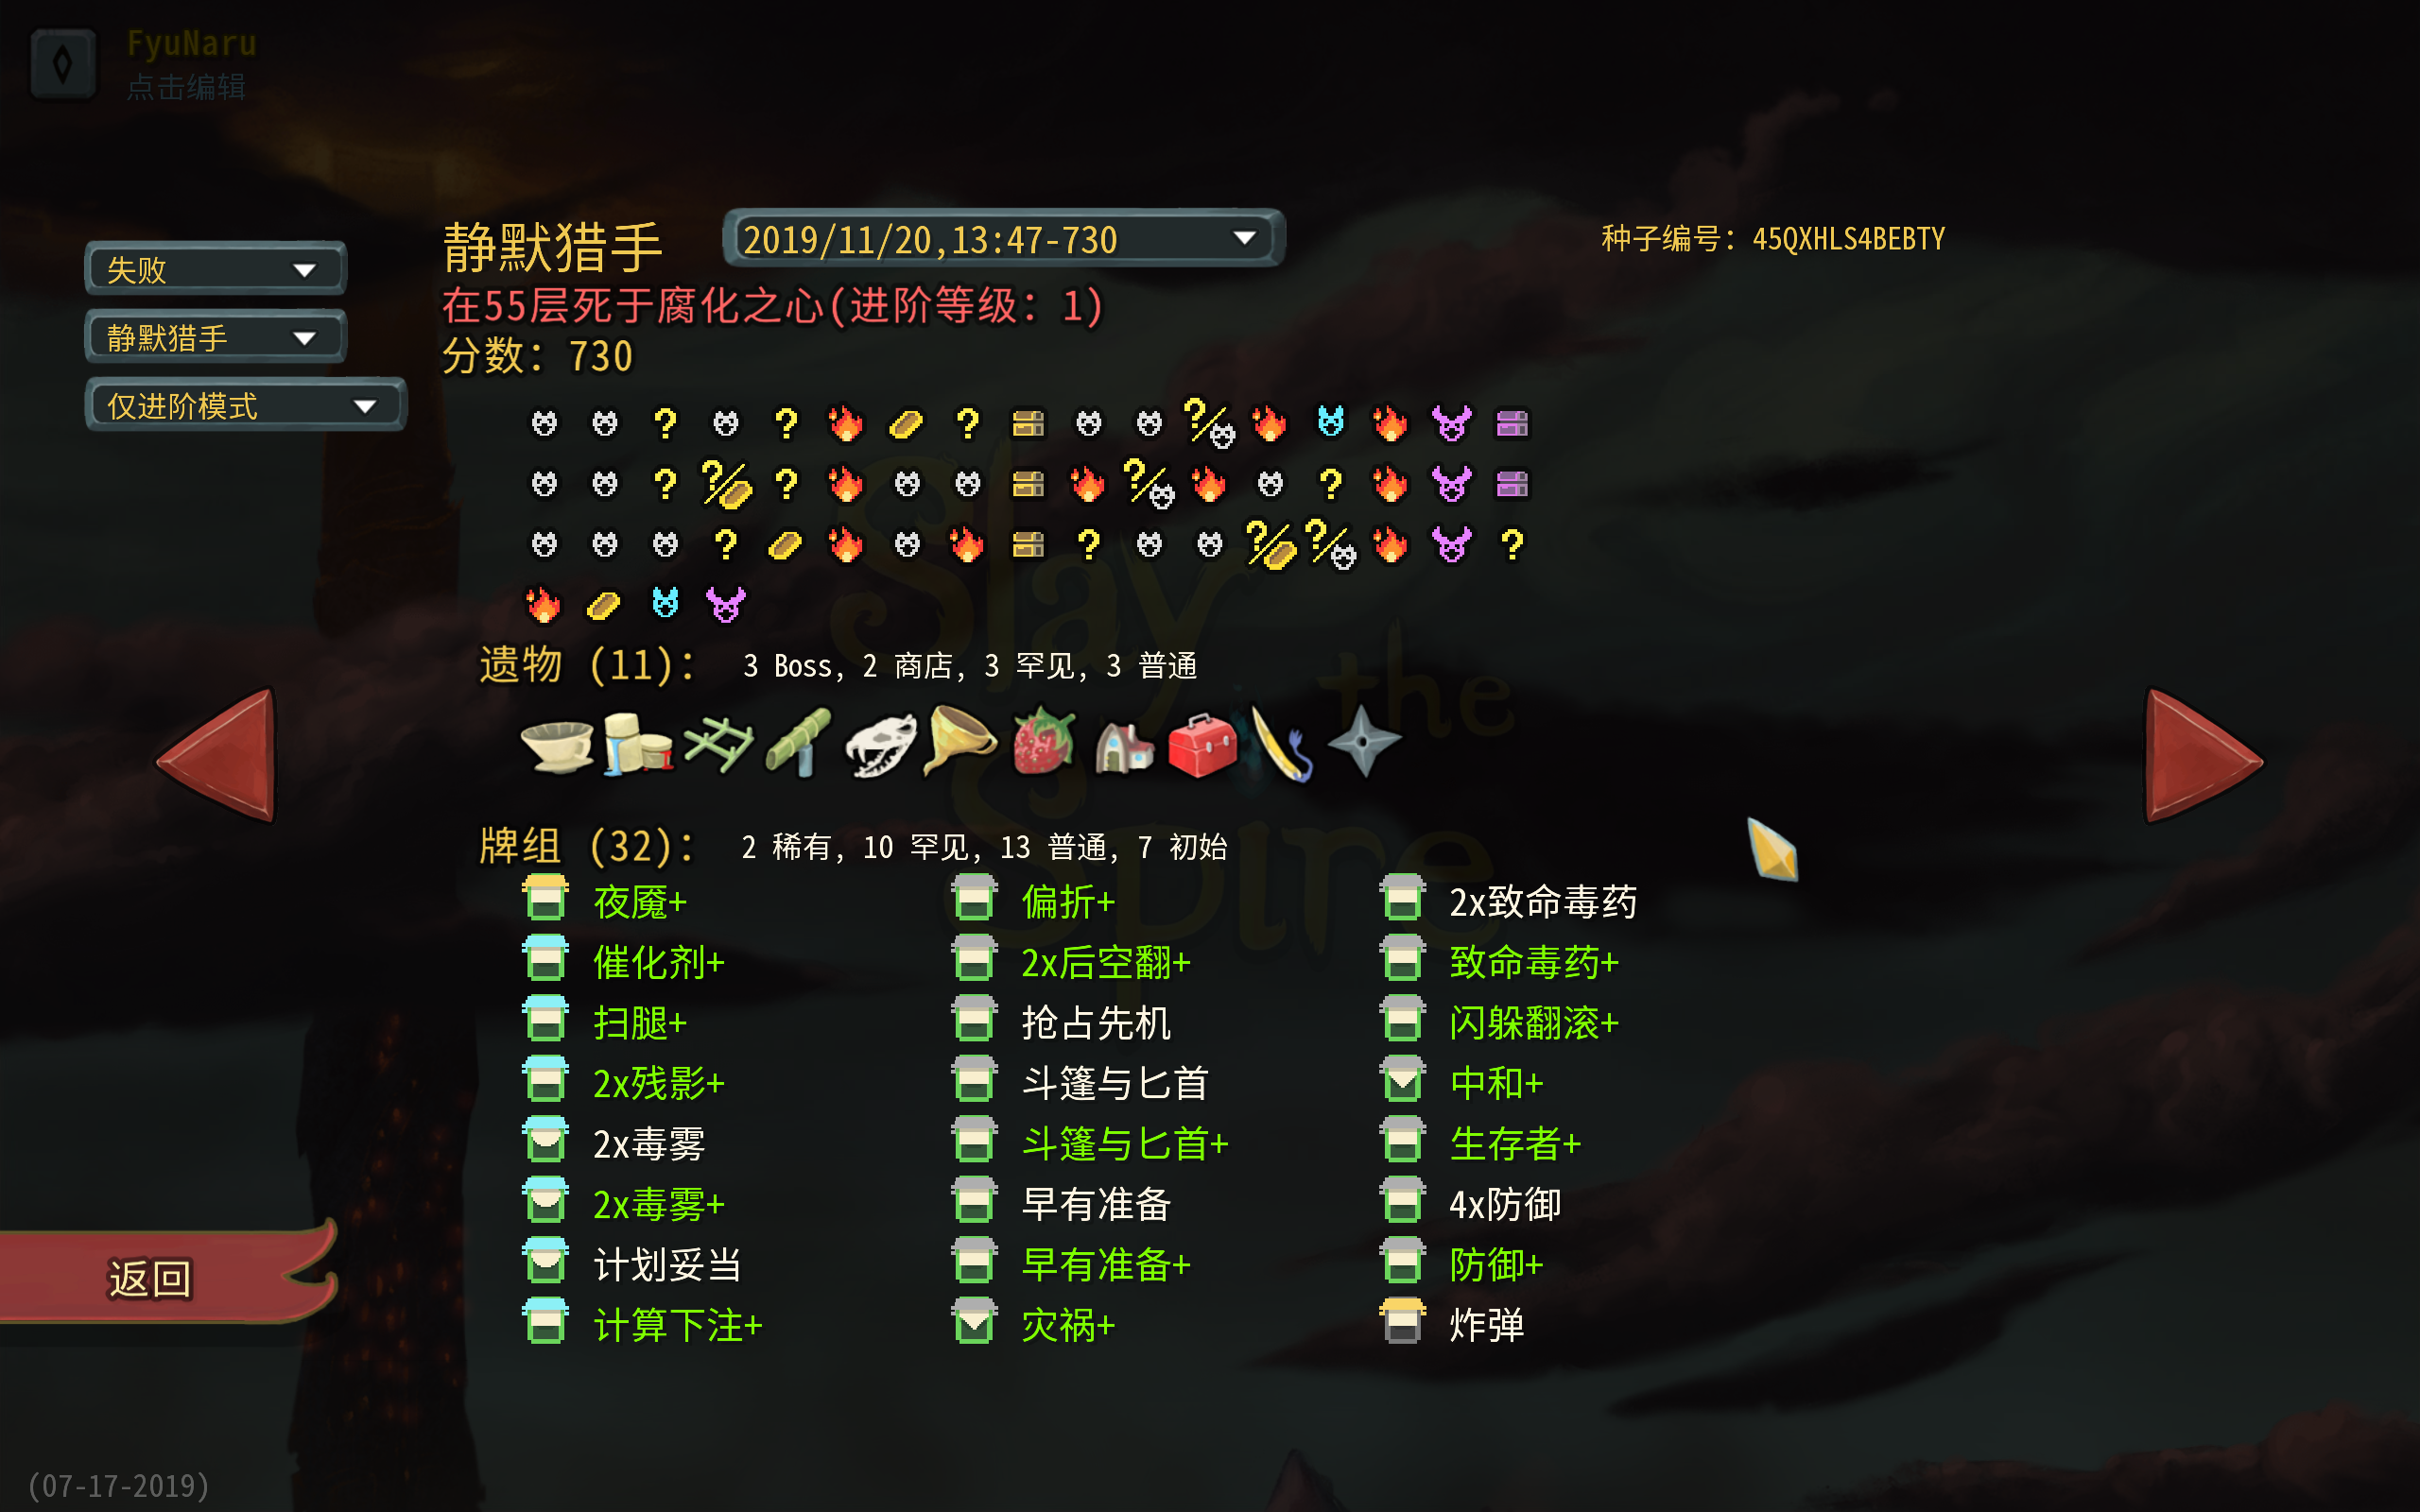 FyuNaru
点击编辑
失败
静默猎手
仅进阶模式
静默猎手
2019/11/20,13:47-730
种子编号: 45QXHLS4BEBTY
在55层死于腐化之心(进阶等级: 1)
分数: 730
遗物 (11): 3 Boss, 2 商店, 3 罕见, 3 普通
牌组 (32): 2 稀有, 10 罕见, 13 普通, 7 初始
夜魇+ 偏折+ 2x致命毒药
催化剂+ 2x后空翻+ 致命毒药+
扫腿+ 抢占先机 闪躲翻滚+
2x残影+ 斗篷与匕首 中和+
2x毒雾 斗篷与匕首+ 生存者+
2x毒雾+ 早有准备 4x防御
计划妥当 早有准备+ 防御+
计算下注+ 灾祸+ 炸弹
返回
Slay
the
Spire
(07-17-2019)